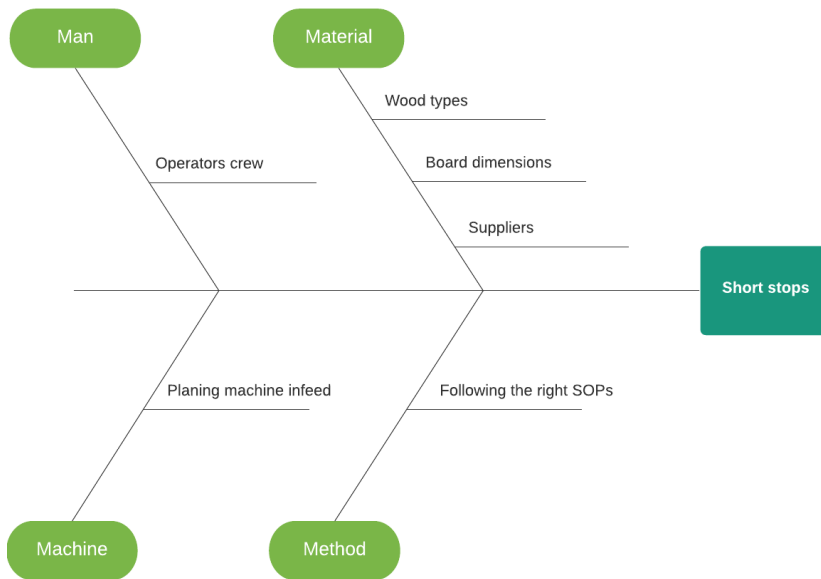 Man
Material
Wood types
Operators crew
Board dimensions
Suppliers
Short stops
Planing machine infeed
Following the right SOPs
Machine
Method